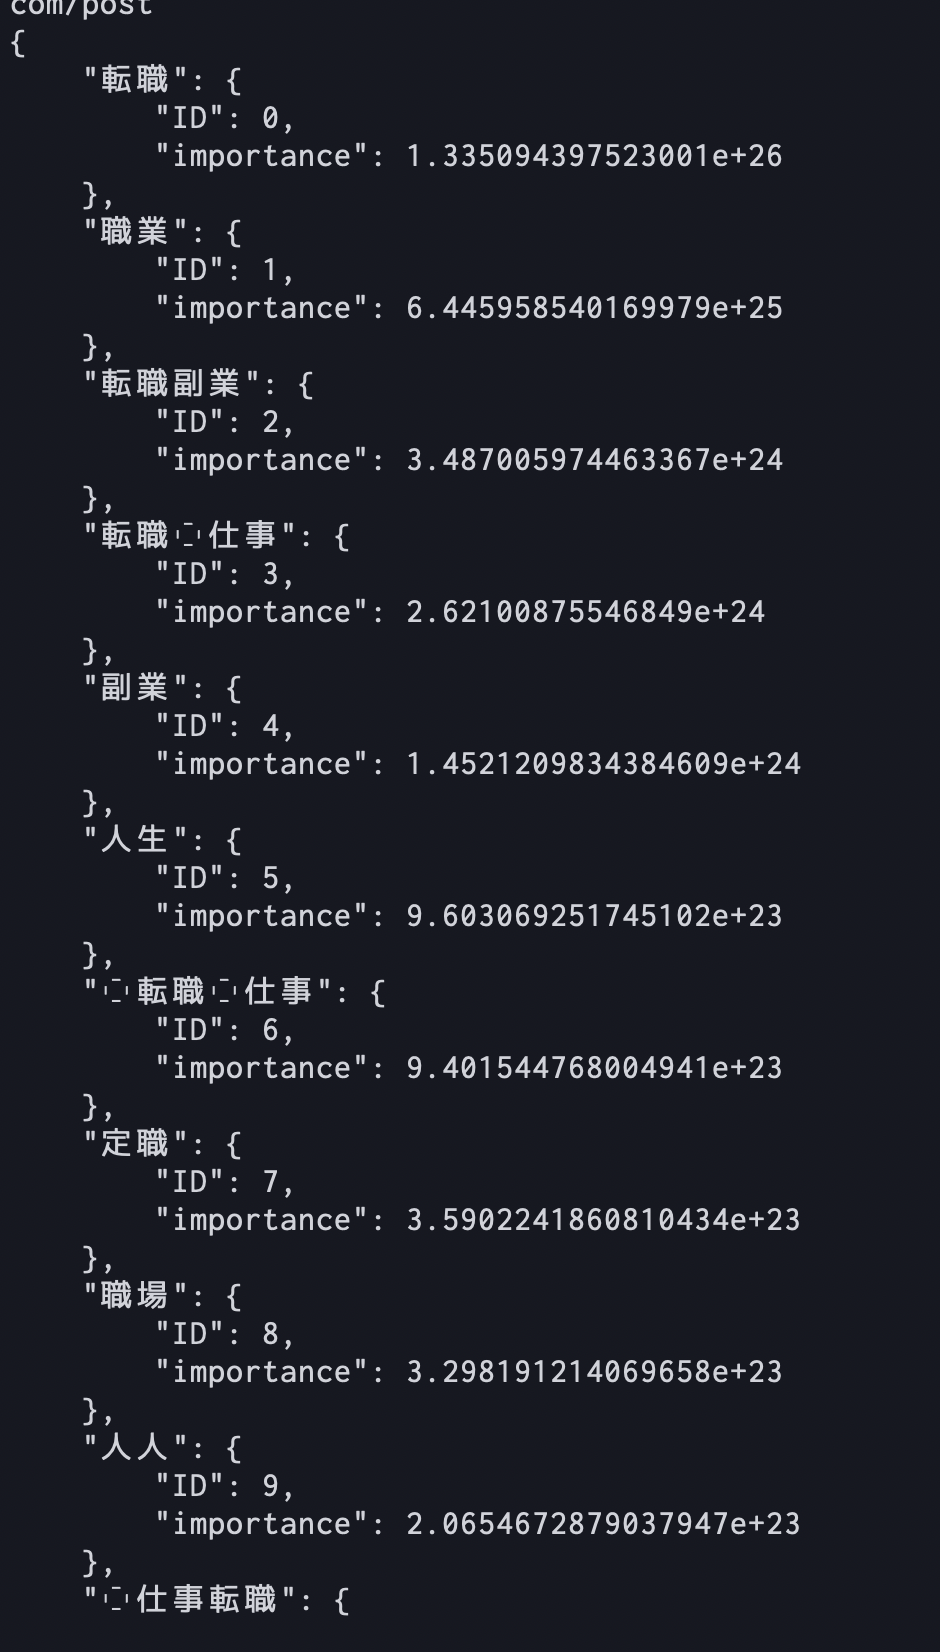 com/post
{
    "転職": {
        "ID": 0,
        "importance": 1.335094397523001e+26
    },
    "職業": {
        "ID": 1,
        "importance": 6.445958540169979e+25
    },
    "転職副業": {
        "ID": 2,
        "importance": 3.487005974463367e+24
    },
    "転職仕事": {
        "ID": 3,
        "importance": 2.62100875546849e+24
    },
    "副業": {
        "ID": 4,
        "importance": 1.4521209834384609e+24
    },
    "人生": {
        "ID": 5,
        "importance": 9.603069251745102e+23
    },
    "転職仕事": {
        "ID": 6,
        "importance": 9.401544768004941e+23
    },
    "定職": {
        "ID": 7,
        "importance": 3.5902241860810434e+23
    },
    "職場": {
        "ID": 8,
        "importance": 3.298191214069658e+23
    },
    "人人": {
        "ID": 9,
        "importance": 2.0654672879037947e+23
    },
    "仕事転職": {